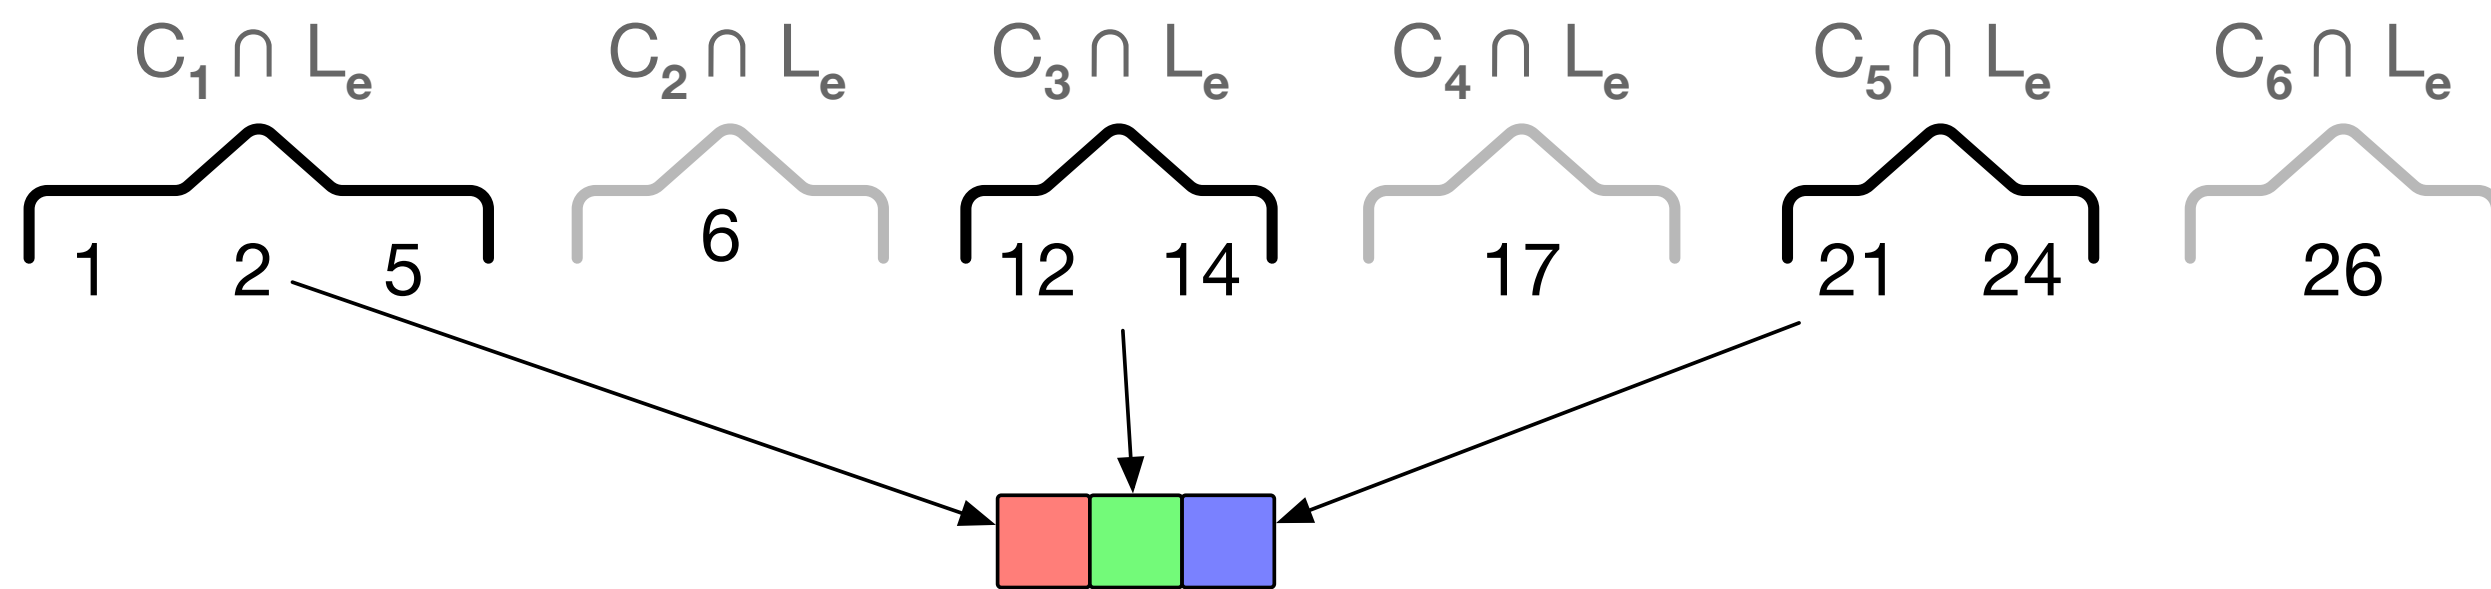 C1 ∩ Le C2 ∩ Le C3 ∩ Le C4 ∩ Le C5 ∩ Le C6 ∩ Le
1 2 5 6 12 14 17 21 24 26